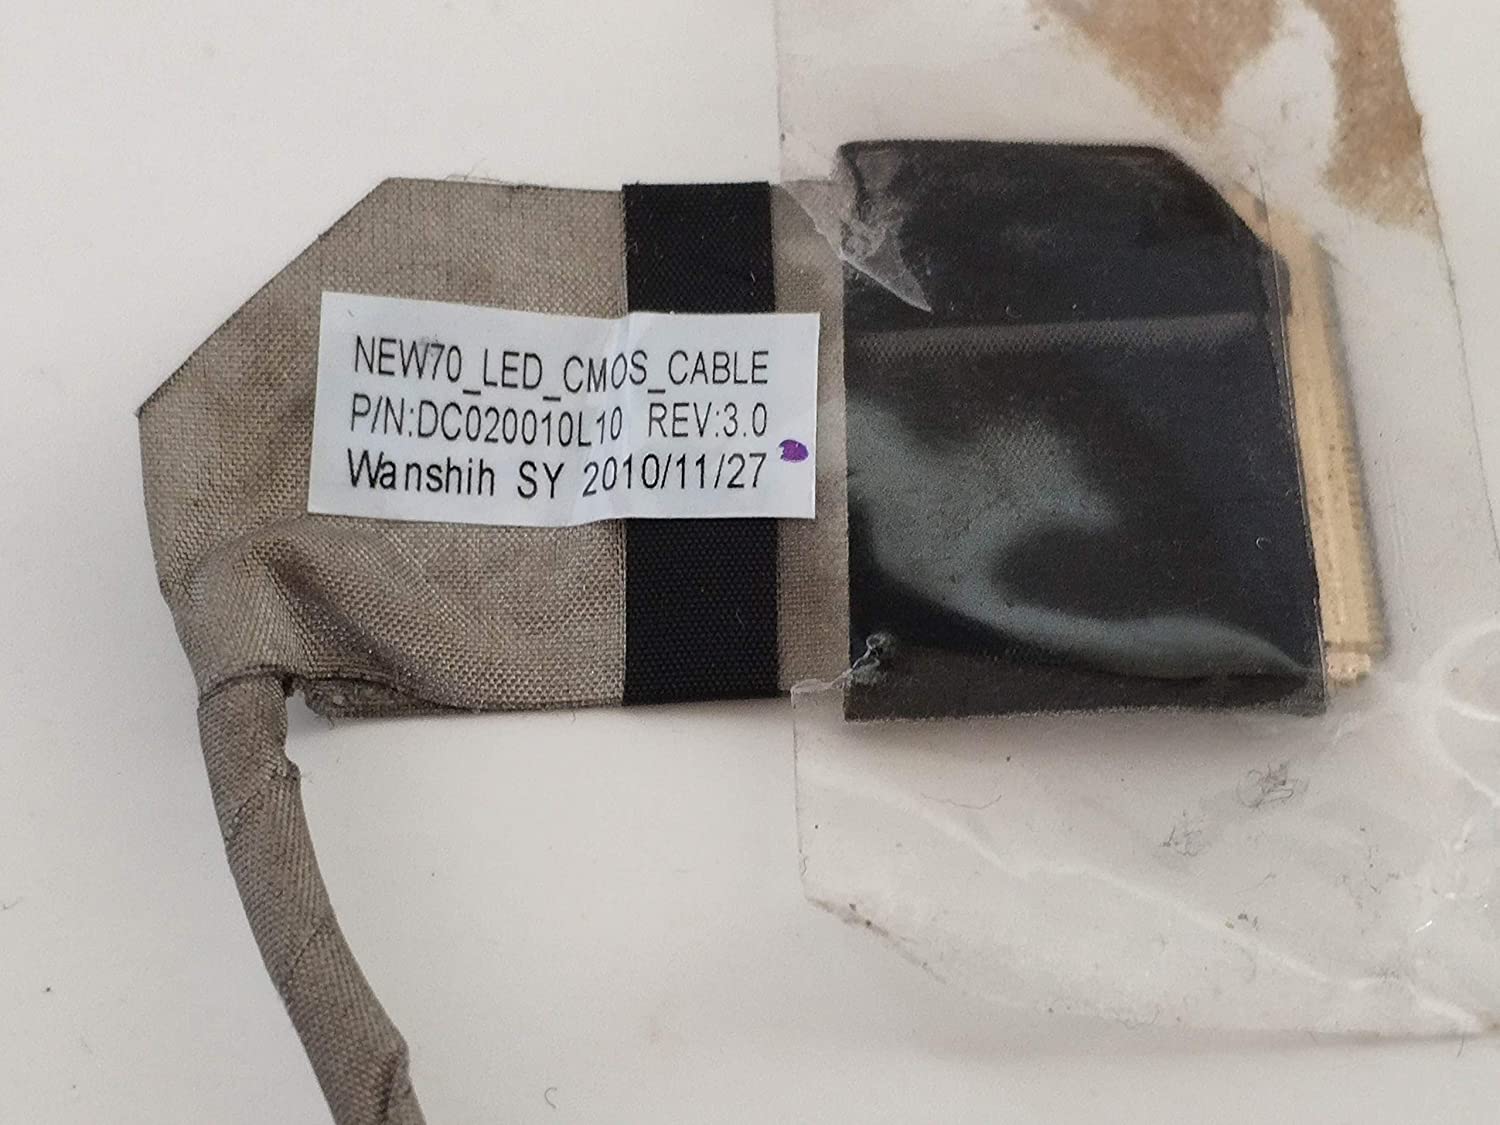 NEW70_LED_CMOS_CABLE
P/N:DC020010L10 REV:3.0
Wanshih SY 2010/11/27